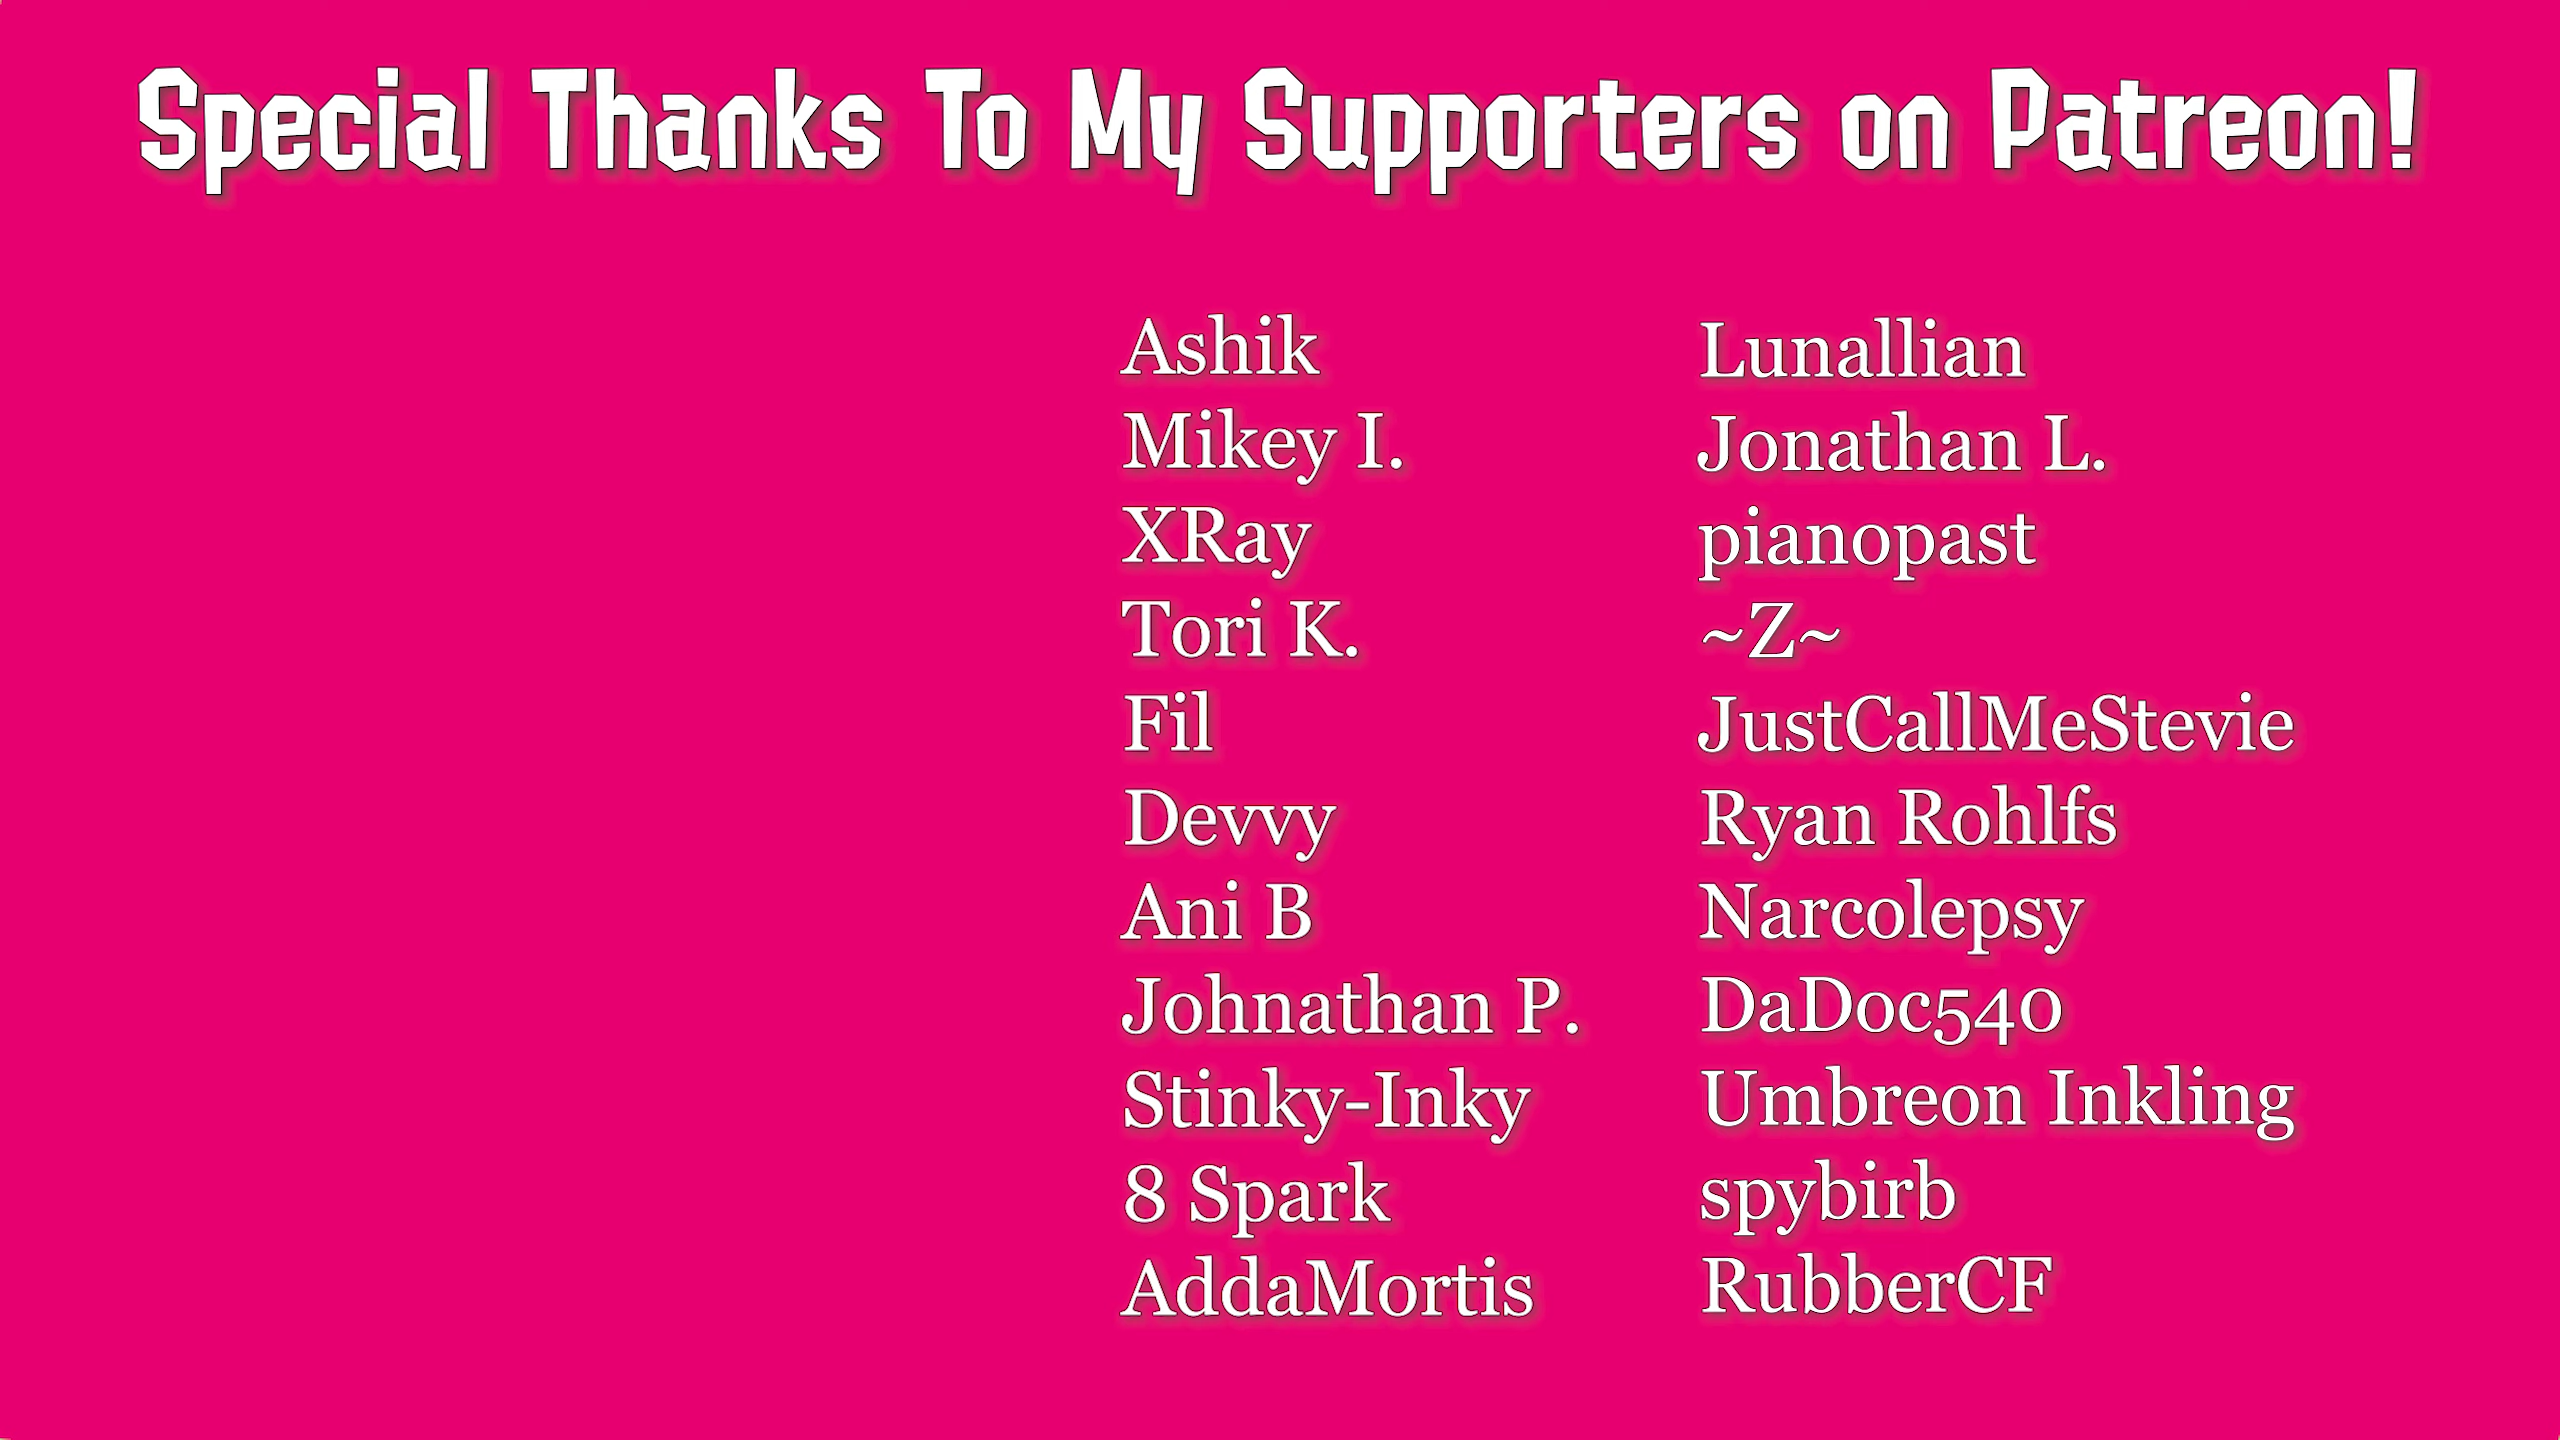 Special Thanks To My Supporters on Patreon!
Ashik
Mikey I.
XRay
Tori K.
Fil
Devvy
Ani B
Johnathan P.
Stinky-Inky
8 Spark
AddaMortis
Lunallian
Jonathan L.
pianopast
~Z~
JustCallMeStevie
Ryan Rohlfs
Narcolepsy
DaDoc540
Umbreon Inkling
spybirb
RubberCF